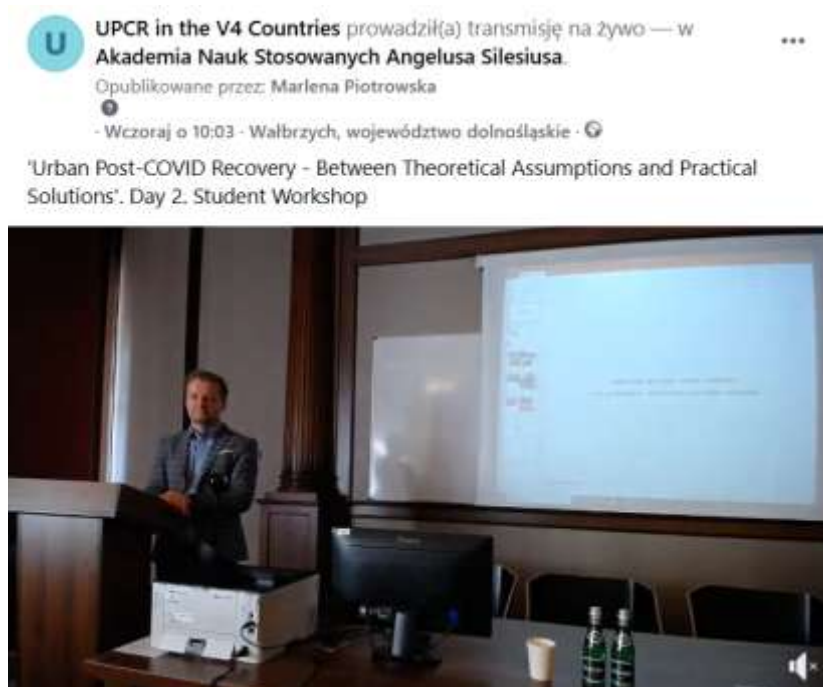 U
UPCR in the V4 Countries prowadził(a) transmisję na żywo — w
Akademia Nauk Stosowanych Angelusa Silesiusa.
Opublikowane przez: Marlena Piotrowska
· Wczoraj o 10:03 · Wałbrzych, województwo dolnośląskie ·
'Urban Post-COVID Recovery - Between Theoretical Assumptions and Practical
Solutions'. Day 2. Student Workshop